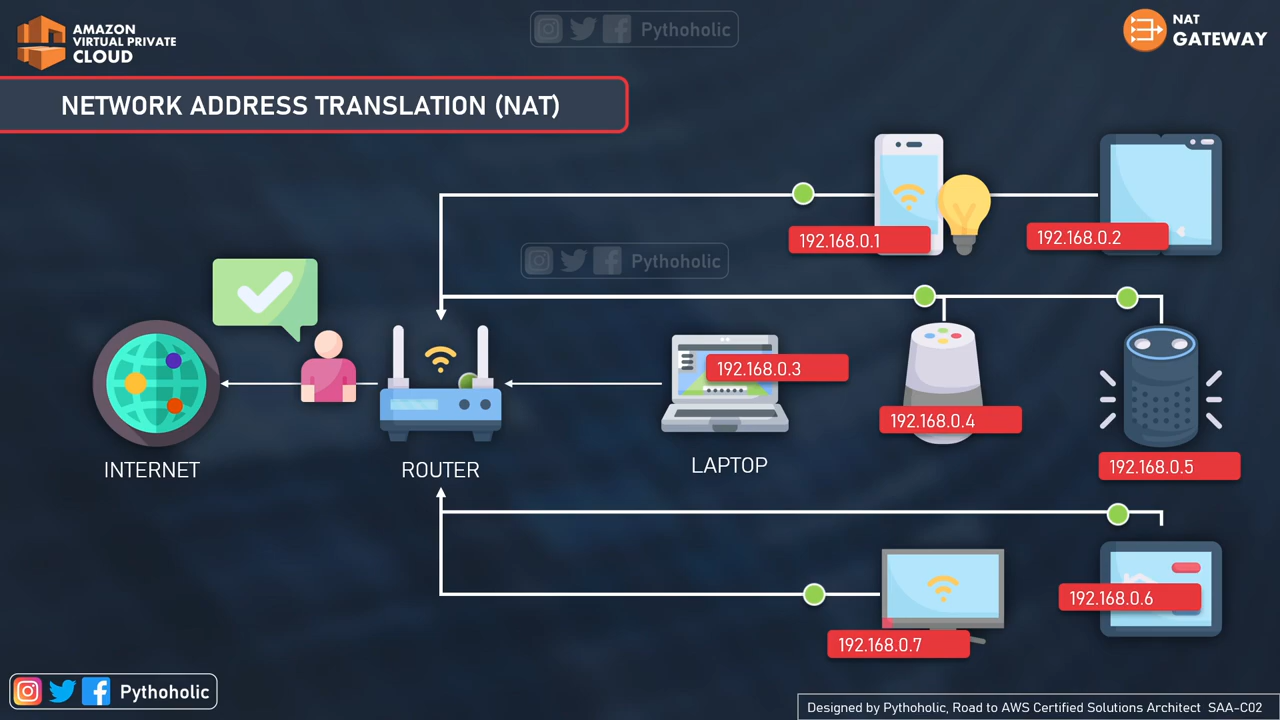 AMAZON
VIRTUAL PRIVATE
CLOUD
Pythoholic
NAT
GATEWAY
NETWORK ADDRESS TRANSLATION (NAT)
192.168.0.1
192.168.0.2
Pythoholic
192.168.0.3
192.168.0.4
192.168.0.5
INTERNET
ROUTER
LAPTOP
192.168.0.6
192.168.0.7
Pythoholic
Designed by Pythoholic, Road to AWS Certified Solutions Architect SAA-C02